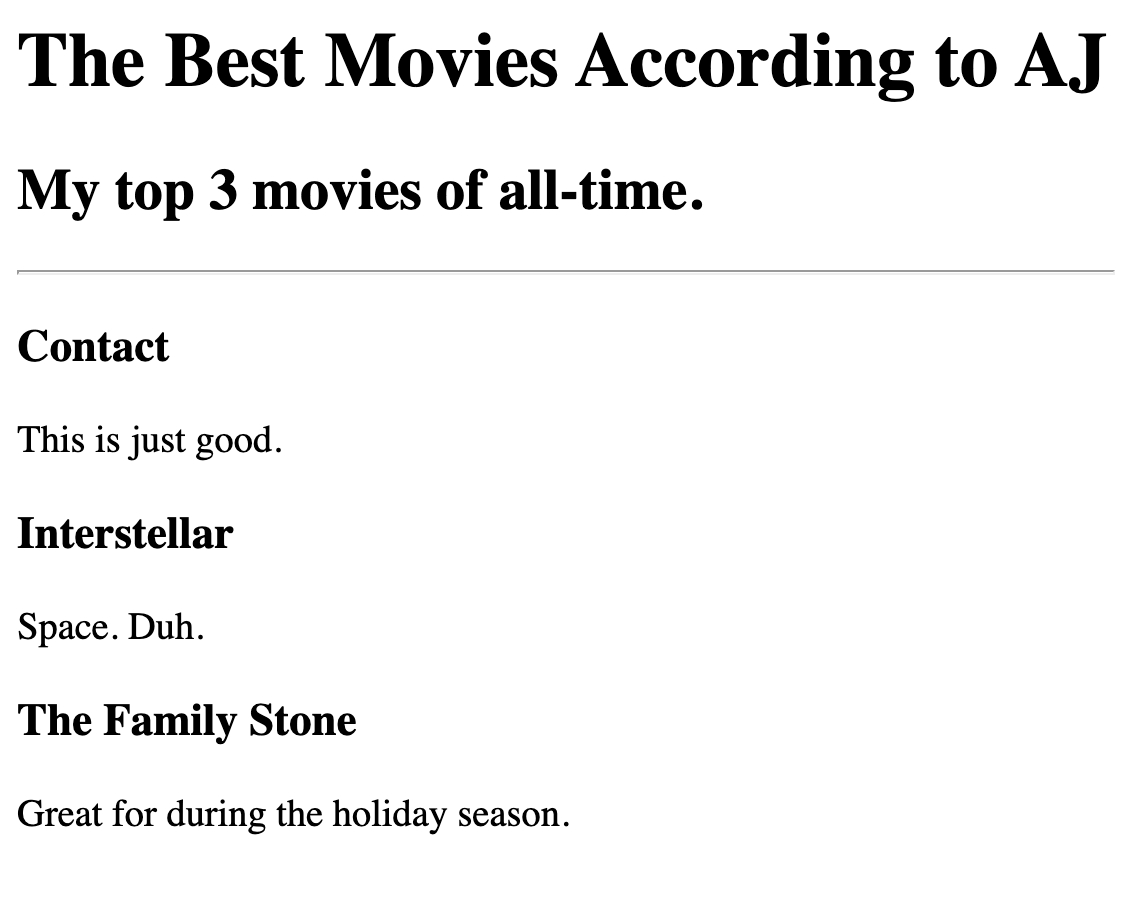 The Best Movies According to AJ
My top 3 movies of all-time.
Contact
This is just good.
Interstellar
Space. Duh.
The Family Stone
Great for during the holiday season.